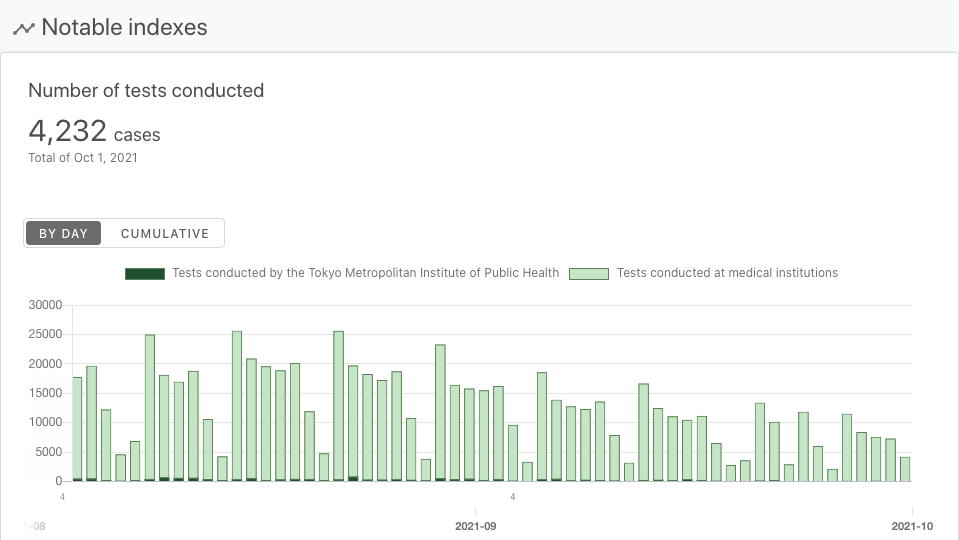 Notable indexes
Number of tests conducted
4,232 cases
Total of Oct 1, 2021
BY DAY CUMULATIVE
Tests conducted by the Tokyo Metropolitan Institute of Public Health Tests conducted at medical institutions
30000
25000
20000
15000
10000
5000
0
4 4
-08 2021-09 2021-10